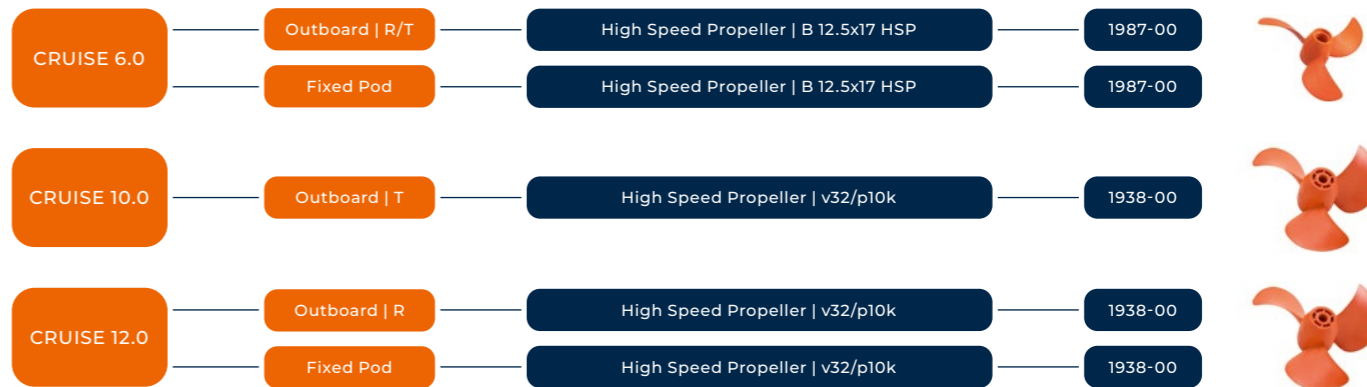 CRUISE 6.0
Outboard | R/T
High Speed Propeller | B 12.5x17 HSP
1987-00
Fixed Pod
High Speed Propeller | B 12.5x17 HSP
1987-00
CRUISE 10.0
Outboard | T
High Speed Propeller | v32/p10k
1938-00
CRUISE 12.0
Outboard | R
High Speed Propeller | v32/p10k
1938-00
Fixed Pod
High Speed Propeller | v32/p10k
1938-00